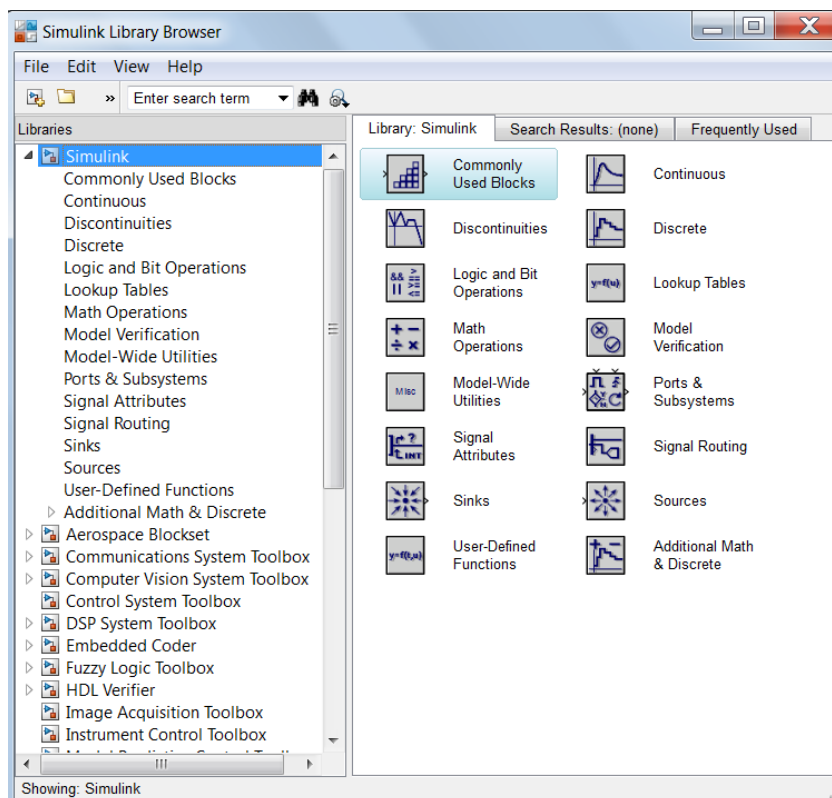 Simulink Library Browser
File Edit View Help
» Enter search term
Libraries
Library: Simulink Search Results: (none) Frequently Used
Simulink
Commonly Used Blocks
Continuous
Discontinuities
Discrete
Logic and Bit Operations
Lookup Tables
Math Operations
Model Verification
Model-Wide Utilities
Ports & Subsystems
Signal Attributes
Signal Routing
Sinks
Sources
User-Defined Functions
Additional Math & Discrete
Aerospace Blockset
Communications System Toolbox
Computer Vision System Toolbox
Control System Toolbox
DSP System Toolbox
Embedded Coder
Fuzzy Logic Toolbox
HDL Verifier
Image Acquisition Toolbox
Instrument Control Toolbox
Commonly
Used Blocks
Continuous
Discontinuities
Discrete
&& > >=
|| >= <=
Logic and Bit
Operations
y=f(u)
Lookup Tables
+ −
÷ ×
Math
Operations
Model
Verification
Misc
Model-Wide
Utilities
Ports &
Subsystems
?
INT
Signal
Attributes
Signal Routing
Sinks
Sources
y=f(t,u)
User-Defined
Functions
+ −
Additional Math
& Discrete
Showing: Simulink